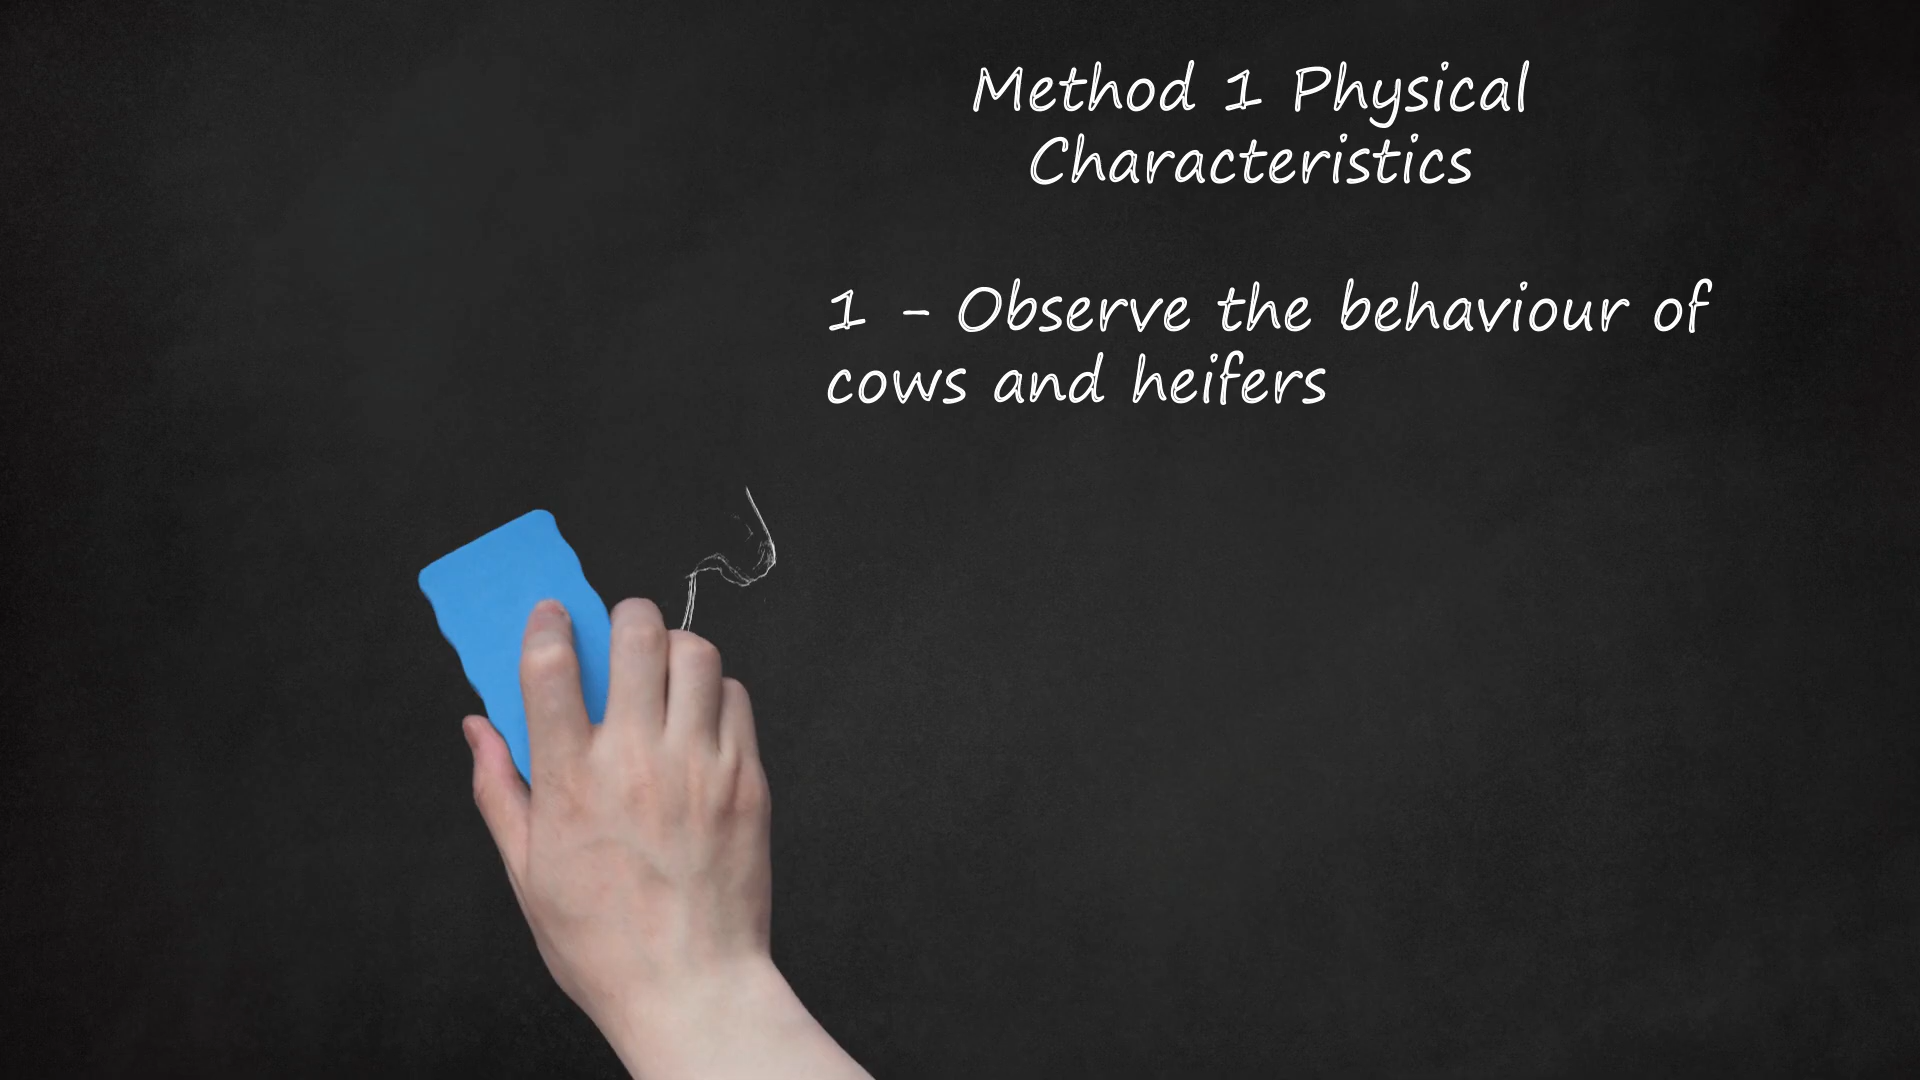 Method 1 Physical
Characteristics
1 - Observe the behaviour of
cows and heifers